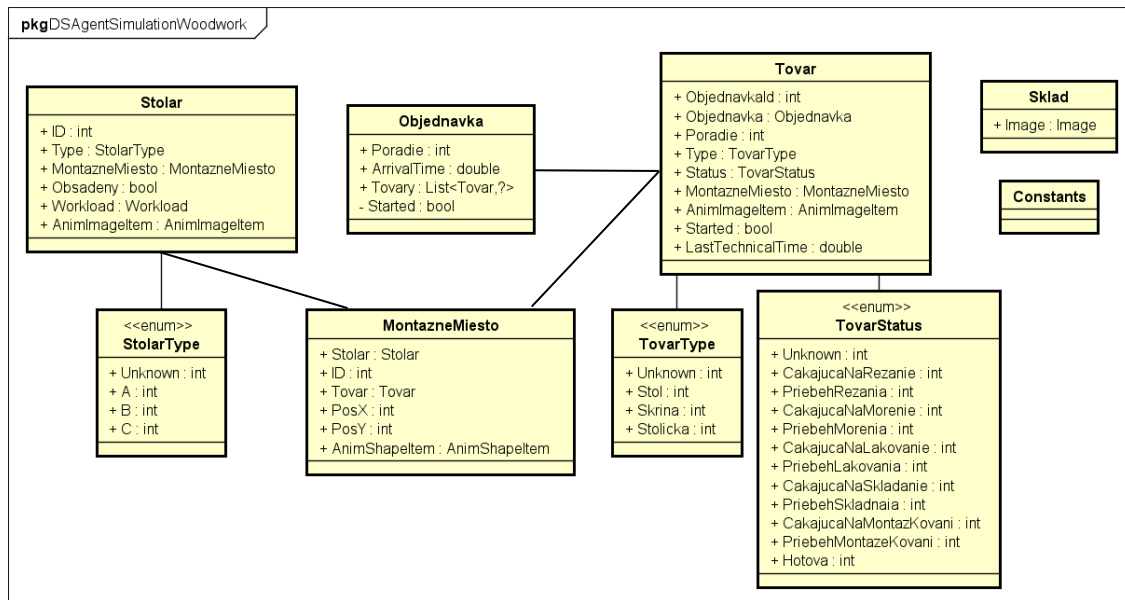 pkg DSAgentSimulationWoodwork
Stolar
+ ID : int
+ Type : StolarType
+ MontazneMiesto : MontazneMiesto
+ Obsadeny : bool
+ Workload : Workload
+ AnimImageItem : AnimImageItem
Objednavka
+ Poradie : int
+ ArrivalTime : double
+ Tovary : List<Tovar,?>
- Started : bool
Tovar
+ ObjednavkaId : int
+ Objednavka : Objednavka
+ Poradie : int
+ Type : TovarType
+ Status : TovarStatus
+ MontazneMiesto : MontazneMiesto
+ AnimImageItem : AnimImageItem
+ Started : bool
+ LastTechnicalTime : double
Sklad
+ Image : Image
Constants
<<enum>>
StolarType
+ Unknown : int
+ A : int
+ B : int
+ C : int
MontazneMiesto
+ Stolar : Stolar
+ ID : int
+ Tovar : Tovar
+ PosX : int
+ PosY : int
+ AnimShapeItem : AnimShapeItem
<<enum>>
TovarType
+ Unknown : int
+ Stol : int
+ Skrina : int
+ Stolicka : int
<<enum>>
TovarStatus
+ Unknown : int
+ CakajucaNaRezanie : int
+ PriebehRezania : int
+ CakajucaNaMorenie : int
+ PriebehMorenia : int
+ CakajucaNaLakovanie : int
+ PriebehLakovania : int
+ CakajucaNaSkladanie : int
+ PriebehSkladnaia : int
+ CakajucaNaMontazKovani : int
+ PriebehMontazeKovani : int
+ Hotova : int